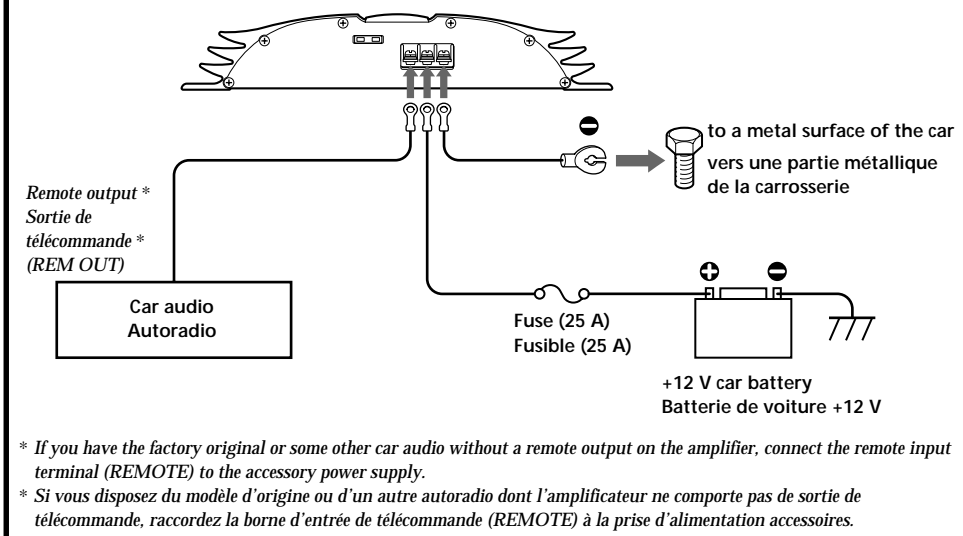 to a metal surface of the car
vers une partie métallique
de la carrosserie
Remote output *
Sortie de
télécommande *
(REM OUT)
Car audio
Autoradio
Fuse (25 A)
Fusible (25 A)
+12 V car battery
Batterie de voiture +12 V
* If you have the factory original or some other car audio without a remote output on the amplifier, connect the remote input
terminal (REMOTE) to the accessory power supply.
* Si vous disposez du modèle d'origine ou d'un autre autoradio dont l'amplificateur ne comporte pas de sortie de
télécommande, raccordez la borne d'entrée de télécommande (REMOTE) à la prise d'alimentation accessoires.